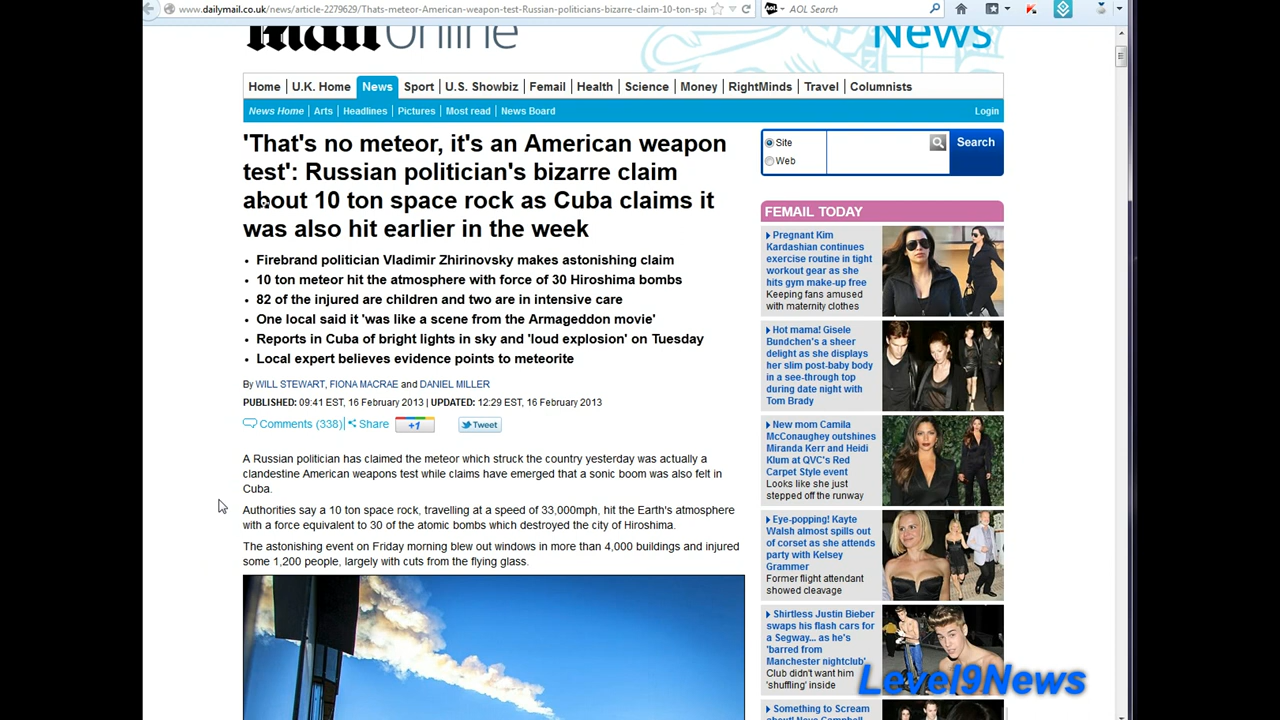 www.dailymail.co.uk/news/article-2279629/Thats-meteor-American-weapon-test-Russian-politicians-bizarre-claim-10-ton-sp
AOL Search
Mail Online
News
Home U.K. Home News Sport U.S. Showbiz Femail Health Science Money RightMinds Travel Columnists
News Home Arts Headlines Pictures Most read News Board Login
'That's no meteor, it's an American weapon
test': Russian politician's bizarre claim
about 10 ton space rock as Cuba claims it
was also hit earlier in the week
Firebrand politician Vladimir Zhirinovsky makes astonishing claim
10 ton meteor hit the atmosphere with force of 30 Hiroshima bombs
82 of the injured are children and two are in intensive care
One local said it 'was like a scene from the Armageddon movie'
Reports in Cuba of bright lights in sky and 'loud explosion' on Tuesday
Local expert believes evidence points to meteorite
By WILL STEWART, FIONA MACRAE and DANIEL MILLER
PUBLISHED: 09:41 EST, 16 February 2013 | UPDATED: 12:29 EST, 16 February 2013
Comments (338) Share +1 Tweet
A Russian politician has claimed the meteor which struck the country yesterday was actually a
clandestine American weapons test while claims have emerged that a sonic boom was also felt in
Cuba.
Authorities say a 10 ton space rock, travelling at a speed of 33,000mph, hit the Earth's atmosphere
with a force equivalent to 30 of the atomic bombs which destroyed the city of Hiroshima.
The astonishing event on Friday morning blew out windows in more than 4,000 buildings and injured
some 1,200 people, largely with cuts from the flying glass.
Site
Web
Search
FEMAIL TODAY
Pregnant Kim
Kardashian continues
exercise routine in tight
workout gear as she
hits gym make-up free
Keeping fans amused
with maternity clothes
Hot mama! Gisele
Bundchen's a sheer
delight as she displays
her slim post-baby body
in a see-through top
during date night with
Tom Brady
New mom Camila
McConaughey outshines
Miranda Kerr and Heidi
Klum at QVC's Red
Carpet Style event
Looks like she just
stepped off the runway
Eye-popping! Kayte
Walsh almost spills out
of corset as she attends
party with Kelsey
Grammer
Former flight attendant
showed cleavage
Shirtless Justin Bieber
swaps his flash cars for
a Segway... as he's
'barred from
Manchester nightclub'
Club didn't want him
'shuffling' inside
Something to Scream
Level9News